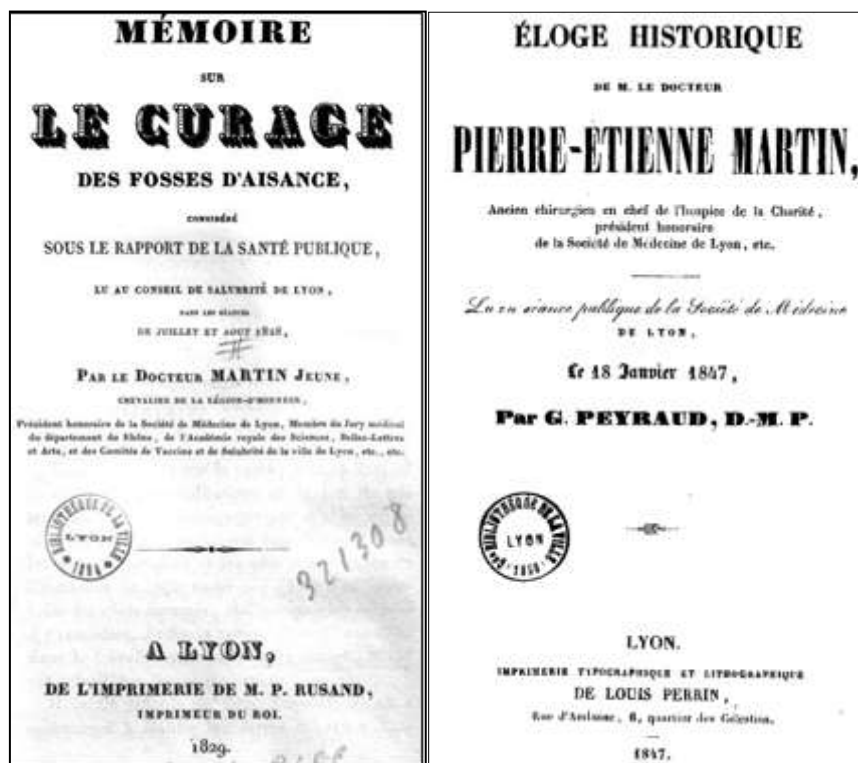 MÉMOIRE
SUR
LE CURAGE
DES FOSSES D'AISANCE,
CONSIDÉRÉ
SOUS LE RAPPORT DE LA SANTÉ PUBLIQUE,
LU AU CONSEIL DE SALUBRITÉ DE LYON,
DANS LES SÉANCES
DE JUILLET ET AOUT 1828,
PAR LE DOCTEUR MARTIN JEUNE,
CHEVALIER DE LA LÉGION-D'HONNEUR,
Président honoraire de la Société de Médecine de Lyon, Membre du Jury médical
du département du Rhône, de l'Académie royale des Sciences, Belles-Lettres
et Arts, et des Comités de Vaccine et de Salubrité de la ville de Lyon, etc., etc.
BIBLIOTHÈQUE DE LA VILLE
LYON
321308
A LYON,
DE L'IMPRIMERIE DE M. P. RUSAND,
IMPRIMEUR DU ROI.
1829.
ÉLOGE HISTORIQUE
DE M. LE DOCTEUR
PIERRE-ÉTIENNE MARTIN,
Ancien chirurgien en chef de l'hospice de la Charité,
président honoraire
de la Société de Médecine de Lyon, etc.
Lu en séance publique de la Société de Médecine
DE LYON,
Le 18 Janvier 1847,
Par G. PEYRAUD, D.-M. P.
BIBLIOTHÈQUE DE LA VILLE
LYON
LYON.
IMPRIMERIE TYPOGRAPHIQUE ET LITHOGRAPHIQUE
DE LOUIS PERRIN,
Rue d'Amboise, 6, quartier des Célestins.
1847.